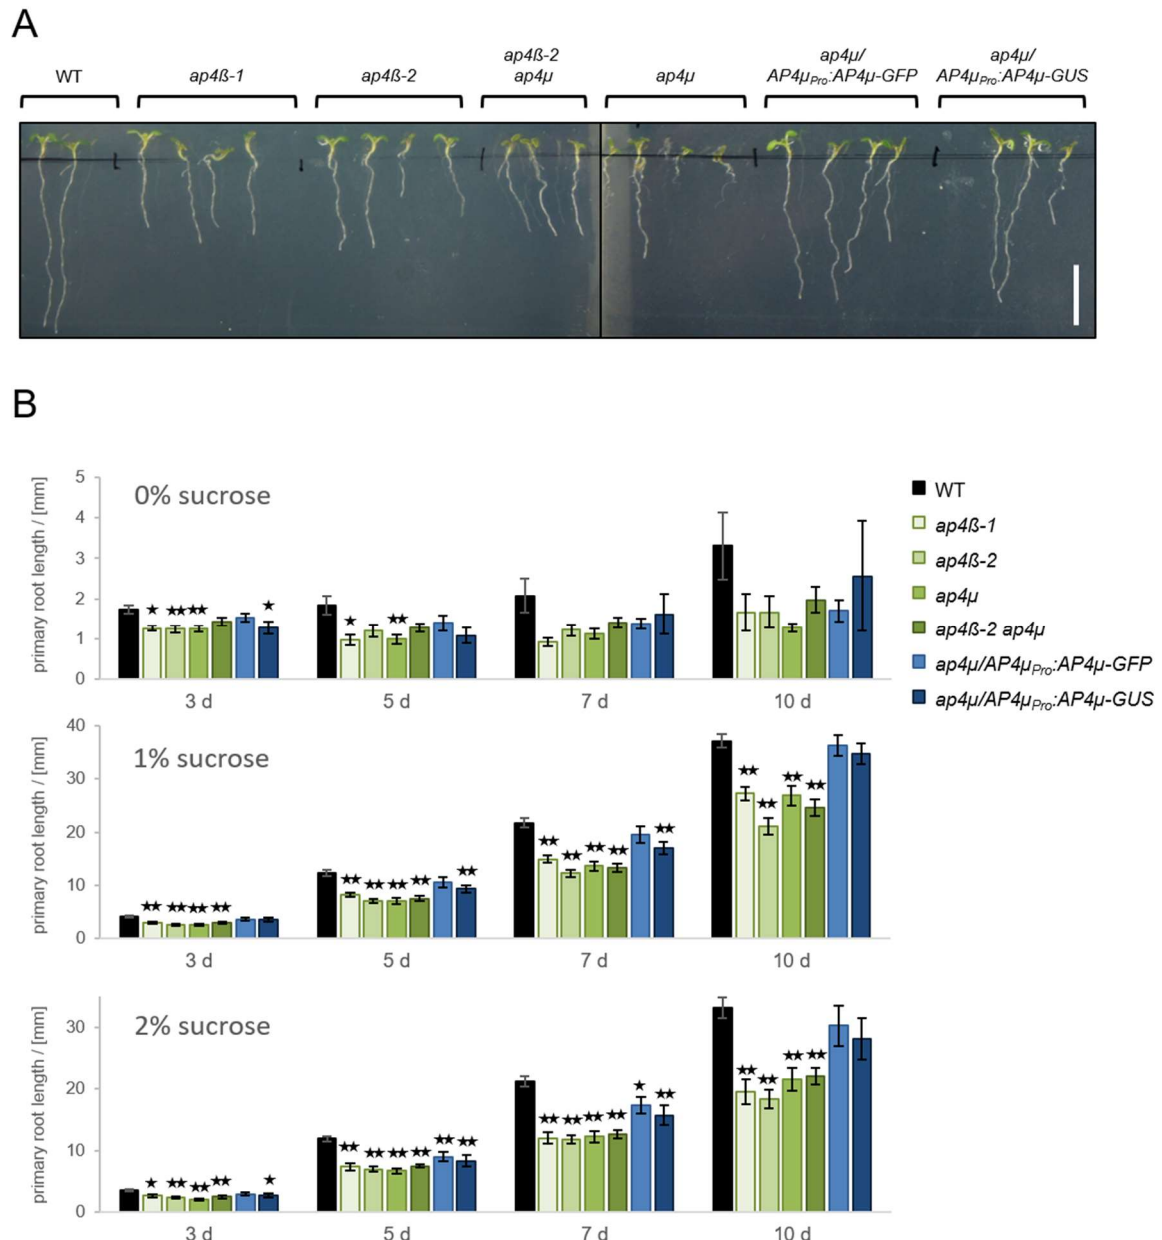 A
WT
ap4ß-1
ap4ß-2
ap4ß-2
ap4µ
ap4µ
ap4µ/
AP4µPro:AP4µ-GFP
ap4µ/
AP4µPro:AP4µ-GUS
B
primary root length / [mm]
5
4
3
2
1
0
0% sucrose
★ ★★ ★★ ★
★ ★★
3 d 5 d 7 d 10 d
WT
ap4ß-1
ap4ß-2
ap4µ
ap4ß-2 ap4µ
ap4µ/AP4µPro:AP4µ-GFP
ap4µ/AP4µPro:AP4µ-GUS
primary root length / [mm]
40
30
20
10
0
1% sucrose
★★ ★★ ★★ ★★
★★ ★★ ★★ ★★ ★★
★★ ★★ ★★ ★★ ★★
★★ ★★ ★★ ★★
3 d 5 d 7 d 10 d
primary root length / [mm]
30
20
10
0
2% sucrose
★ ★★ ★★ ★★ ★
★★ ★★ ★★ ★★ ★★ ★★
★★ ★★ ★★ ★★ ★ ★★
★★ ★★ ★★ ★★
3 d 5 d 7 d 10 d